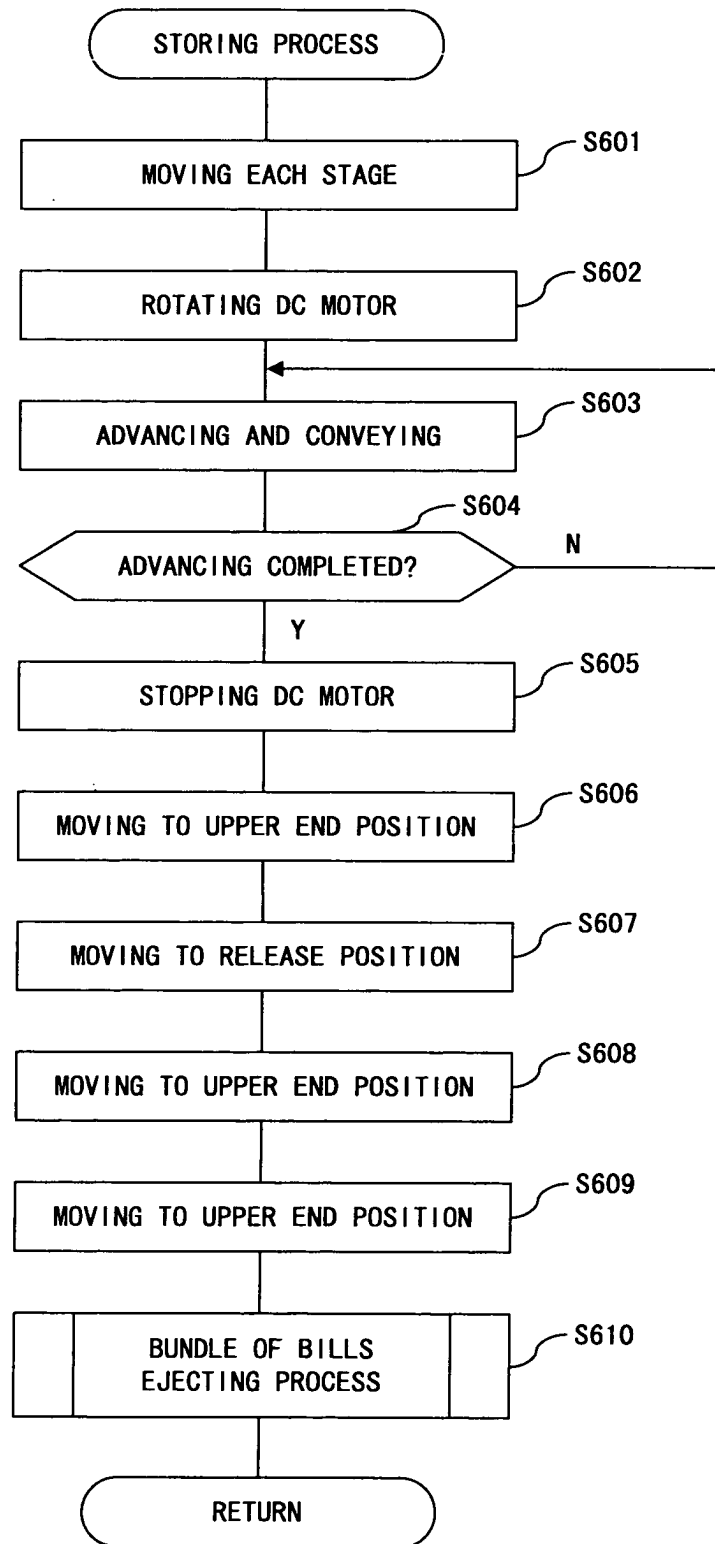 STORING PROCESS
S601
MOVING EACH STAGE
S602
ROTATING DC MOTOR
S603
ADVANCING AND CONVEYING
S604
ADVANCING COMPLETED?
N
Y
S605
STOPPING DC MOTOR
S606
MOVING TO UPPER END POSITION
S607
MOVING TO RELEASE POSITION
S608
MOVING TO UPPER END POSITION
S609
MOVING TO UPPER END POSITION
S610
BUNDLE OF BILLS
EJECTING PROCESS
RETURN